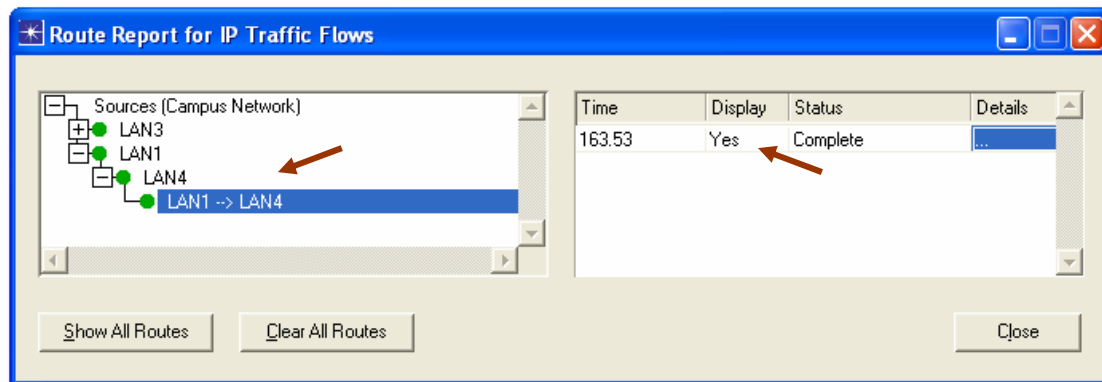 Route Report for IP Traffic Flows
Sources (Campus Network)
LAN3
LAN1
LAN4
LAN1 --> LAN4
Time Display Status Details
163.53 Yes Complete ...
Show All Routes Clear All Routes Close